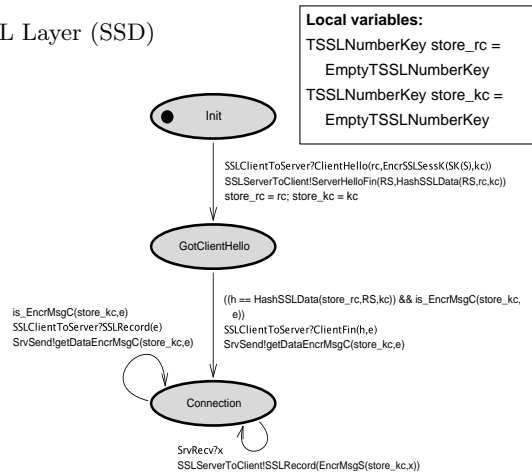 L Layer (SSD)
Local variables:
TSSLNumberKey store_rc =
EmptyTSSLNumberKey
TSSLNumberKey store_kc =
EmptyTSSLNumberKey
Init
SSLClientToServer?ClientHello(rc,EncrSSLSessK(SK(S),kc))
SSLServerToClient!ServerHelloFin(RS,HashSSLData(RS,rc,kc))
store_rc = rc; store_kc = kc
GotClientHello
is_EncrMsgC(store_kc,e)
SSLClientToServer?SSLRecord(e)
SrvSend!getDataEncrMsgC(store_kc,e)
((h == HashSSLData(store_rc,RS,kc)) && is_EncrMsgC(store_kc,
e))
SSLClientToServer?ClientFin(h,e)
SrvSend!getDataEncrMsgC(store_kc,e)
Connection
SrvRecv?x
SSLServerToClient!SSLRecord(EncrMsgS(store_kc,x))